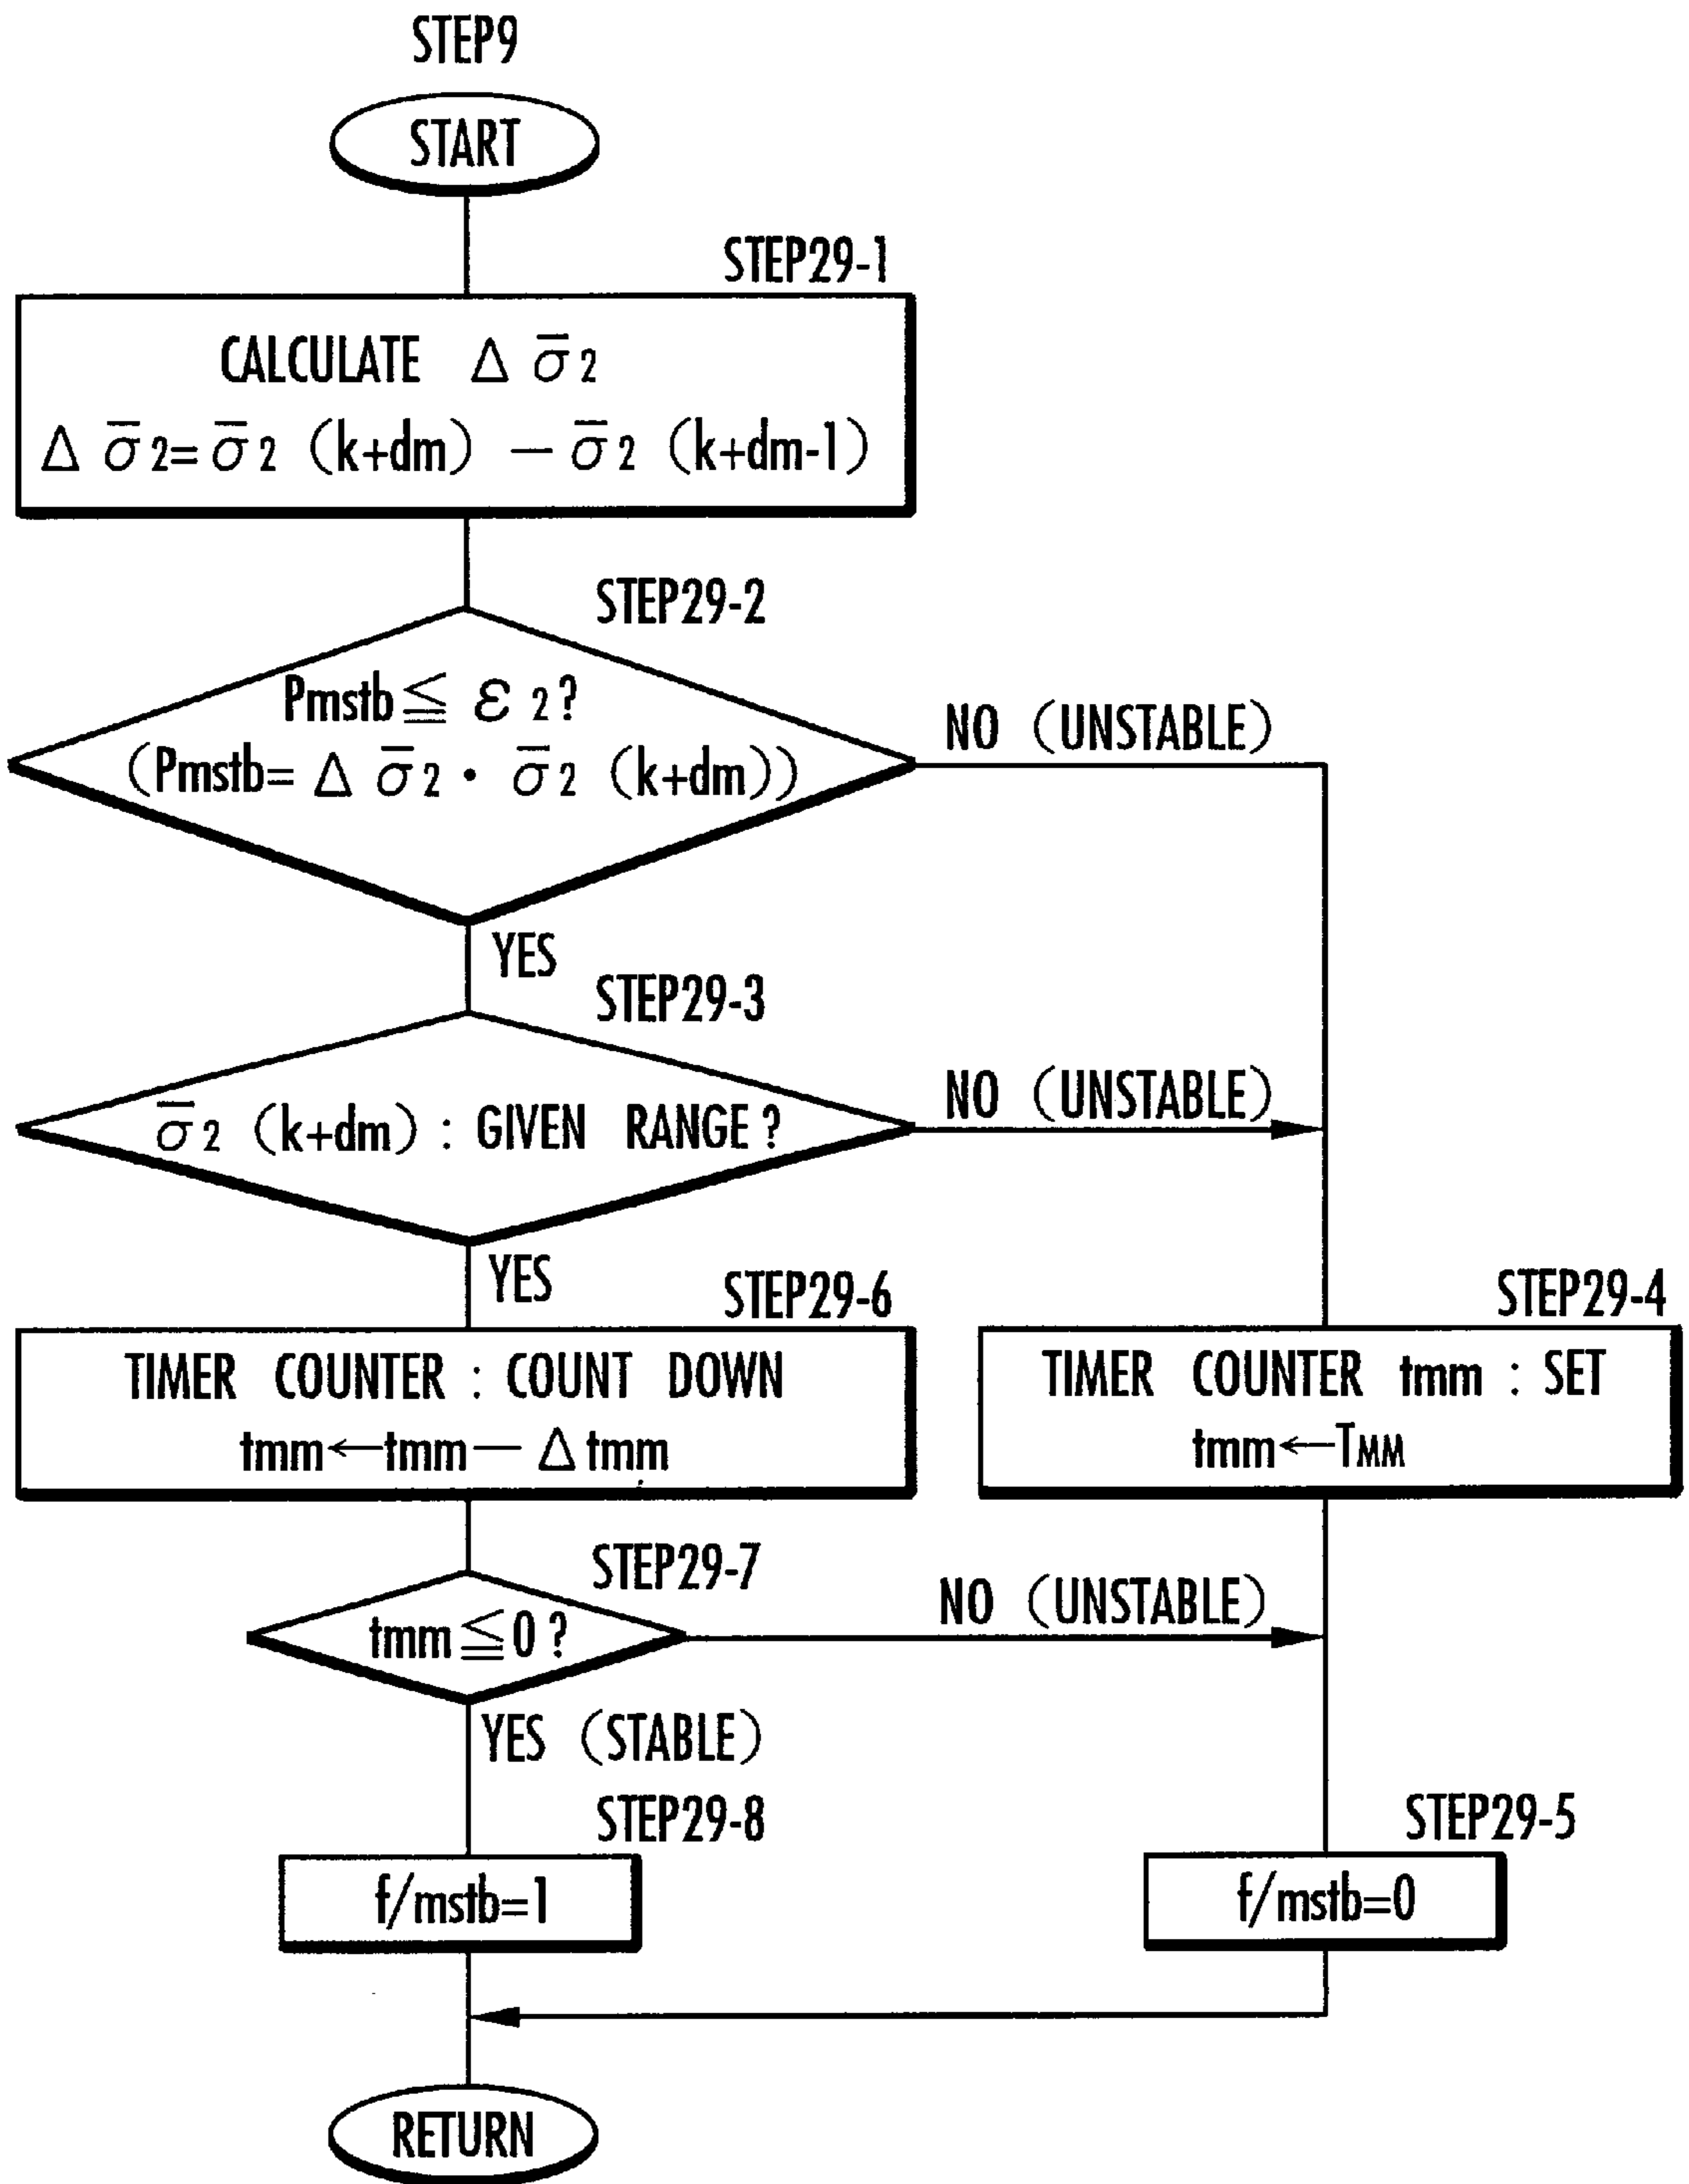 STEP9
START
STEP29-1
CALCULATE Δ σ̅2
Δ σ̅2=σ̅2 (k+dm) − σ̅2 (k+dm-1)
STEP29-2
Pmstb≦ ε2?
(Pmstb= Δ σ̅2 · σ̅2 (k+dm))
NO (UNSTABLE)
YES
STEP29-3
σ̅2 (k+dm) : GIVEN RANGE?
NO (UNSTABLE)
YES
STEP29-6
TIMER COUNTER : COUNT DOWN
tmm←tmm— Δtmm
STEP29-4
TIMER COUNTER tmm : SET
tmm←TMM
STEP29-7
tmm≦0?
NO (UNSTABLE)
YES (STABLE)
STEP29-8
f/mstb=1
STEP29-5
f/mstb=0
RETURN